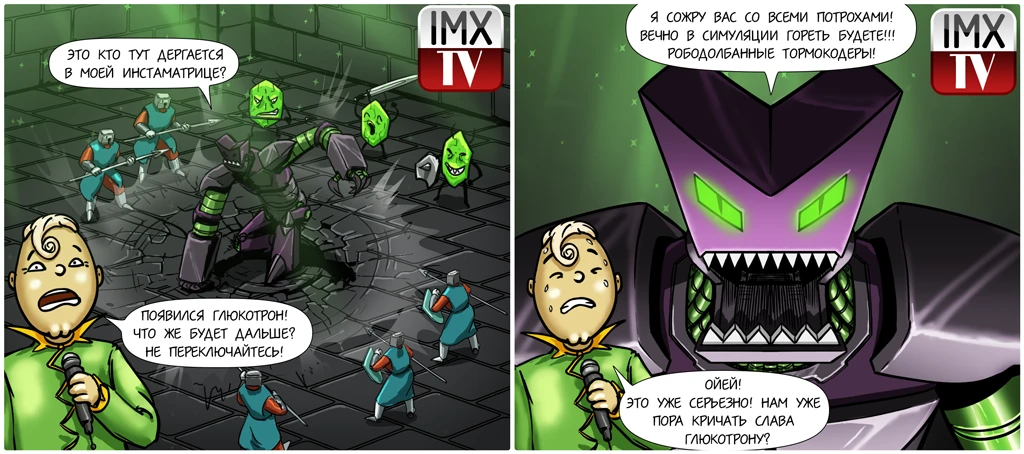 ЭТО КТО ТУТ ДЕРГАЕТСЯ
В МОЕЙ ИНСТАМАТРИЦЕ?
IMX
TV
ПОЯВИЛСЯ ГЛЮКОТРОН!
ЧТО ЖЕ БУДЕТ ДАЛЬШЕ?
НЕ ПЕРЕКЛЮЧАЙТЕСЬ!
Я СОЖРУ ВАС СО ВСЕМИ ПОТРОХАМИ!
ВЕЧНО В СИМУЛЯЦИИ ГОРЕТЬ БУДЕТЕ!!!
РОБОДОЛБАННЫЕ ТОРМОКОДЕРЫ!
IMX
TV
ОЙЕЙ!
ЭТО УЖЕ СЕРЬЕЗНО! НАМ УЖЕ
ПОРА КРИЧАТЬ СЛАВА
ГЛЮКОТРОНУ?